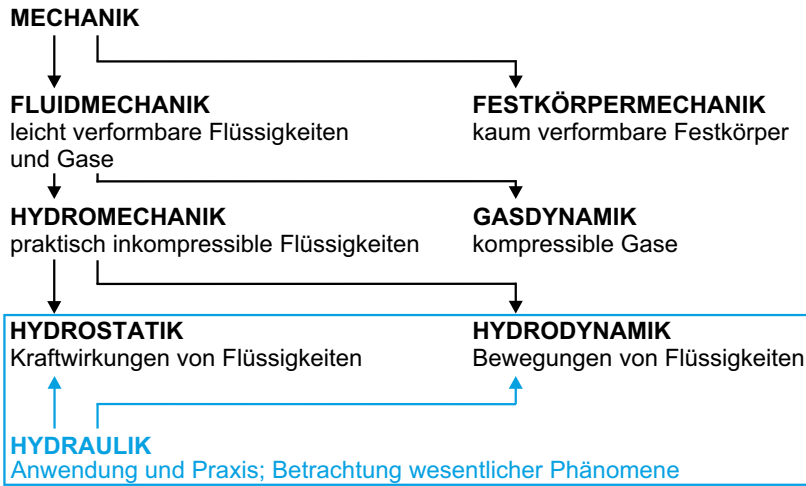 MECHANIK
FLUIDMECHANIK
leicht verformbare Flüssigkeiten
und Gase
FESTKÖRPERMECHANIK
kaum verformbare Festkörper
HYDROMECHANIK
praktisch inkompressible Flüssigkeiten
GASDYNAMIK
kompressible Gase
HYDROSTATIK
Kraftwirkungen von Flüssigkeiten
HYDRODYNAMIK
Bewegungen von Flüssigkeiten
HYDRAULIK
Anwendung und Praxis; Betrachtung wesentlicher Phänomene